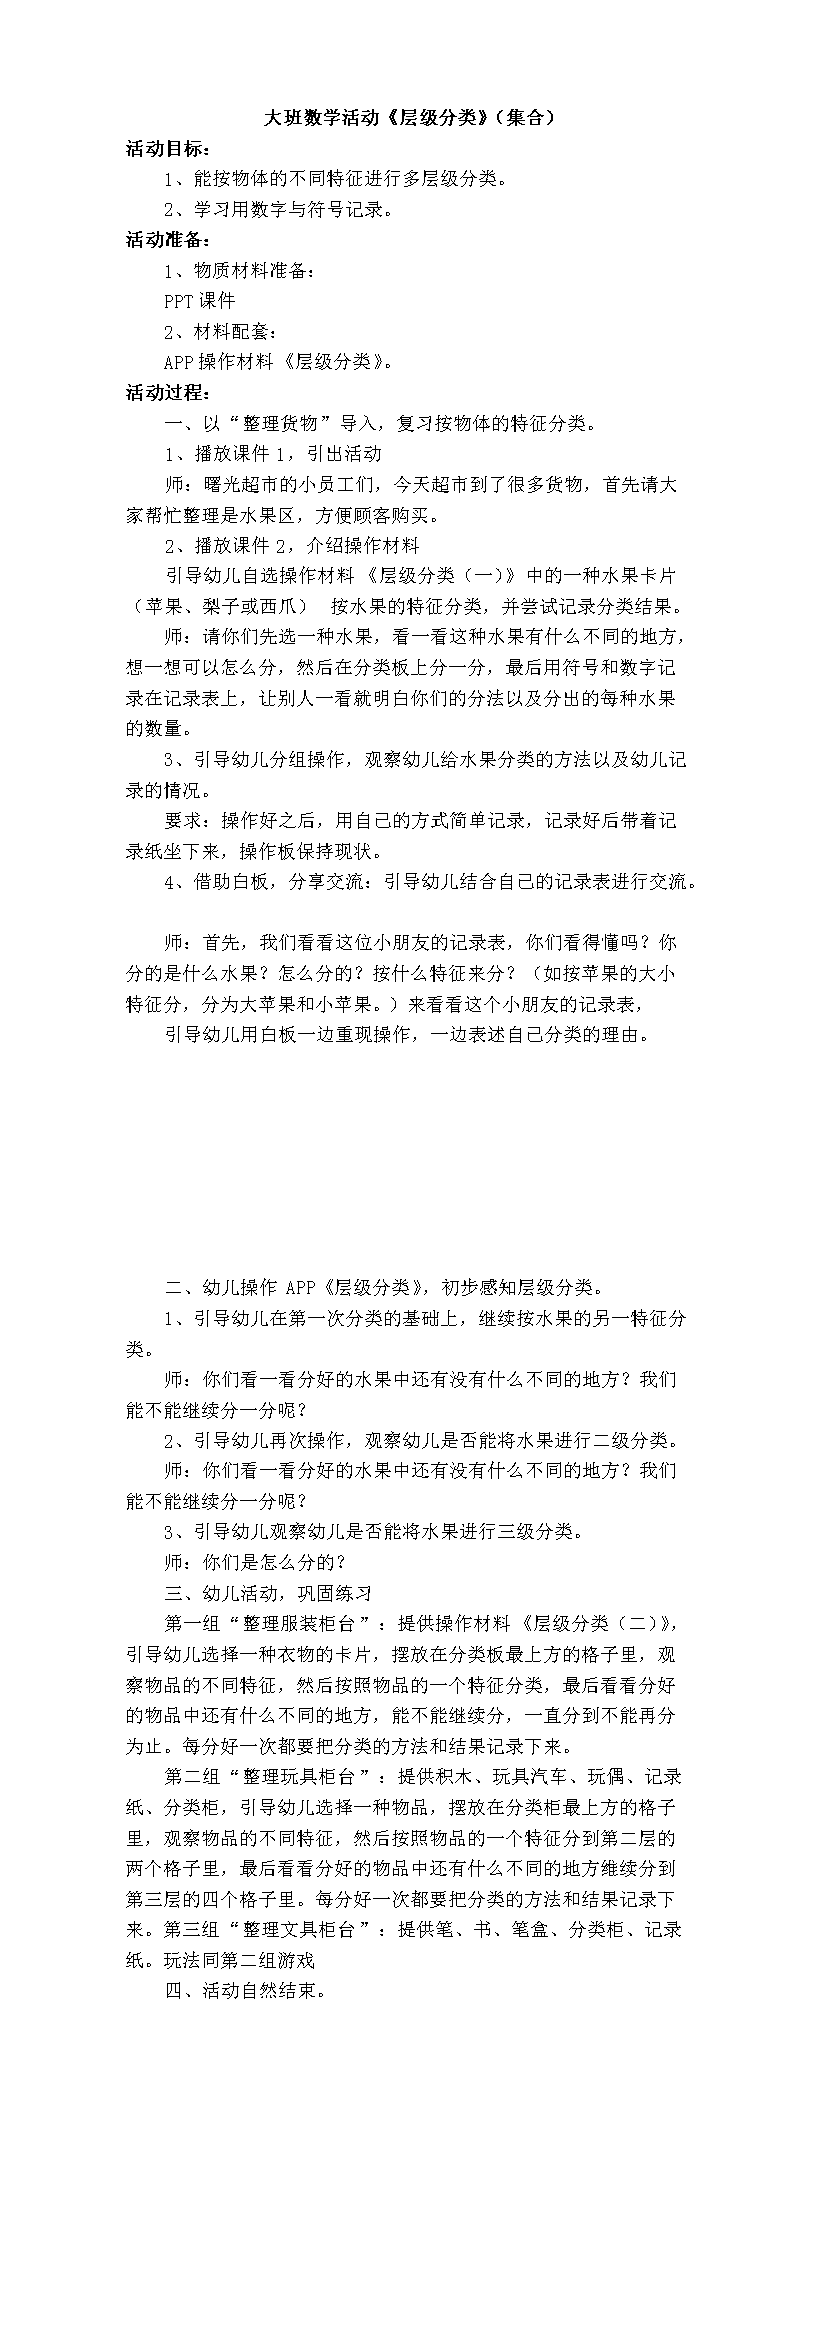 大班数学活动《层级分类》（集合）
活动目标：
1、能按物体的不同特征进行多层级分类。
2、学习用数字与符号记录。
活动准备：
1、物质材料准备：
PPT 课件
2、材料配套：
APP 操作材料 《层级分类》。
活动过程：
一、以“整理货物”导入，复习按物体的特征分类。
1、播放课件 1，引出活动
师：曙光超市的小员工们，今天超市到了很多货物，首先请大
家帮忙整理是水果区，方便顾客购买。
2、播放课件 2，介绍操作材料
引导幼儿自选操作材料 《层级分类（一）》 中的一种水果卡片
（苹果、梨子或西爪） 按水果的特征分类，并尝试记录分类结果。
师：请你们先选一种水果，看一看这种水果有什么不同的地方，
想一想可以怎么分，然后在分类板上分一分，最后用符号和数字记
录在记录表上，让别人一看就明白你们的分法以及分出的每种水果
的数量。
3、引导幼儿分组操作，观察幼儿给水果分类的方法以及幼儿记
录的情况。
要求：操作好之后，用自己的方式简单记录，记录好后带着记
录纸坐下来，操作板保持现状。
4、借助白板，分享交流：引导幼儿结合自己的记录表进行交流。
师：首先，我们看看这位小朋友的记录表，你们看得懂吗？你
分的是什么水果？怎么分的？按什么特征来分？（如按苹果的大小
特征分，分为大苹果和小苹果。）来看看这个小朋友的记录表，
引导幼儿用白板一边重现操作，一边表述自己分类的理由。
二、幼儿操作 APP《层级分类》，初步感知层级分类。
1、引导幼儿在第一次分类的基础上，继续按水果的另一特征分
类。
师：你们看一看分好的水果中还有没有什么不同的地方？我们
能不能继续分一分呢？
2、引导幼儿再次操作，观察幼儿是否能将水果进行二级分类。
师：你们看一看分好的水果中还有没有什么不同的地方？我们
能不能继续分一分呢？
3、引导幼儿观察幼儿是否能将水果进行三级分类。
师：你们是怎么分的？
三、幼儿活动，巩固练习
第一组“整理服装柜台”：提供操作材料 《层级分类（二）》，
引导幼儿选择一种衣物的卡片，摆放在分类板最上方的格子里，观
察物品的不同特征，然后按照物品的一个特征分类，最后看看分好
的物品中还有什么不同的地方，能不能继续分，一直分到不能再分
为止。每分好一次都要把分类的方法和结果记录下来。
第二组“整理玩具柜台”：提供积木、玩具汽车、玩偶、记录
纸、分类柜，引导幼儿选择一种物品，摆放在分类柜最上方的格子
里，观察物品的不同特征，然后按照物品的一个特征分到第二层的
两个格子里，最后看看分好的物品中还有什么不同的地方维续分到
第三层的四个格子里。每分好一次都要把分类的方法和结果记录下
来。第三组“整理文具柜台”：提供笔、书、笔盒、分类柜、记录
纸。玩法同第二组游戏
四、活动自然结束。